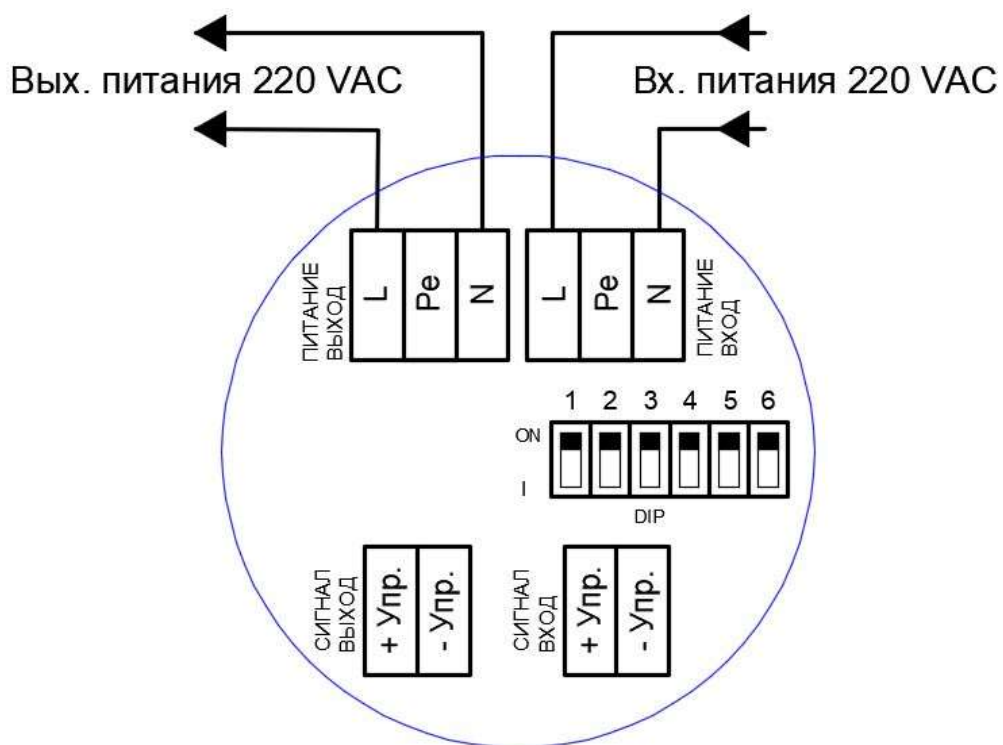 Вых. питания 220 VAC
Вх. питания 220 VAC
ПИТАНИЕ
ВЫХОД
L
Pe
N
L
Pe
N
ПИТАНИЕ
ВХОД
1 2 3 4 5 6
ON
I
DIP
СИГНАЛ
ВЫХОД
+ Упр.
- Упр.
СИГНАЛ
ВХОД
+ Упр.
- Упр.